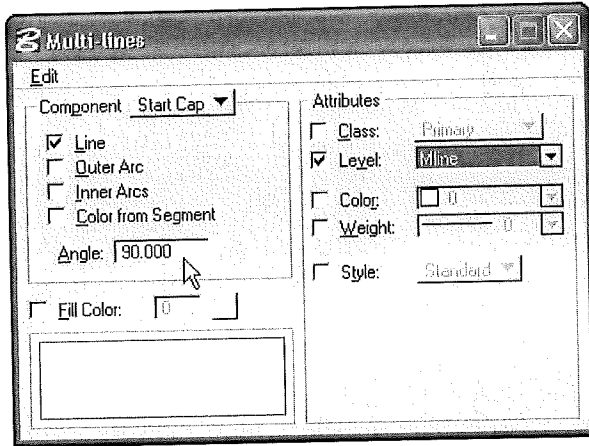 Multi-lines
Edit
Component Start Cap
Line
Outer Arc
Inner Arcs
Color from Segment
Angle: 90.000
Fill Color: 0
Attributes
Class: Primary
Level: Mline
Color: 0
Weight: 0
Style: Standard